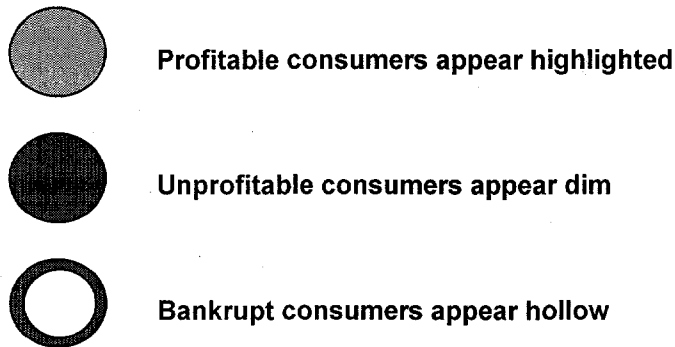 Profitable consumers appear highlighted
Unprofitable consumers appear dim
Bankrupt consumers appear hollow